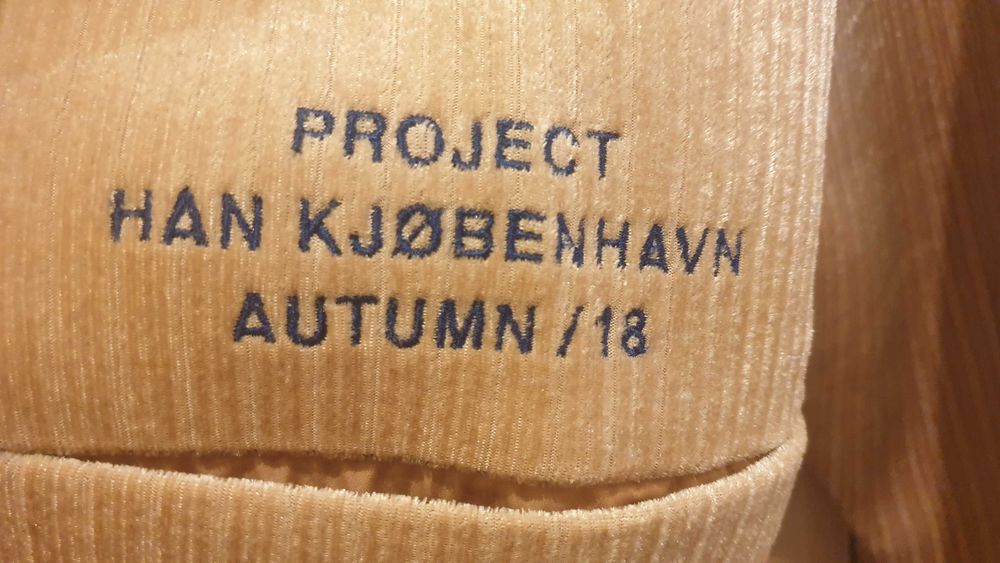 PROJECT
HAN KJØBENHAVN
AUTUMN /18